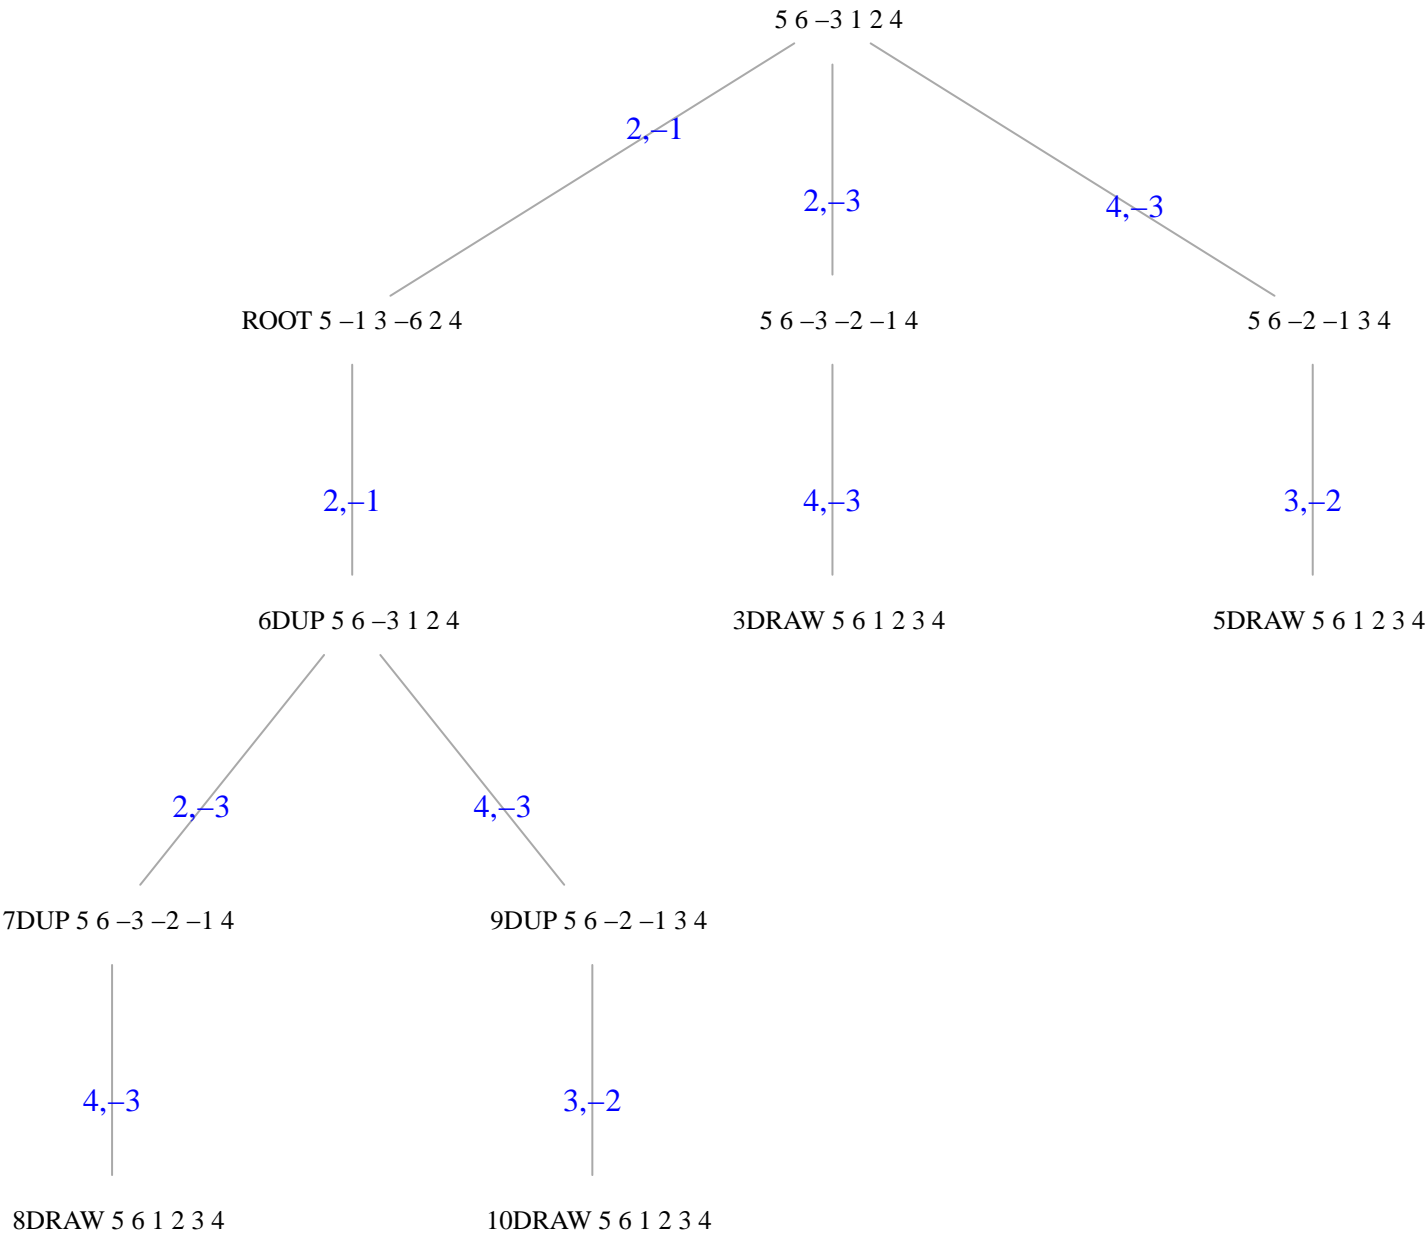 5 6 –3 1 2 4
2,–1
2,–3
4,–3
ROOT 5 –1 3 –6 2 4
5 6 –3 –2 –1 4
5 6 –2 –1 3 4
2,–1
4,–3
3,–2
6DUP 5 6 –3 1 2 4
3DRAW 5 6 1 2 3 4
5DRAW 5 6 1 2 3 4
2,–3
4,–3
7DUP 5 6 –3 –2 –1 4
9DUP 5 6 –2 –1 3 4
4,–3
3,–2
8DRAW 5 6 1 2 3 4
10DRAW 5 6 1 2 3 4